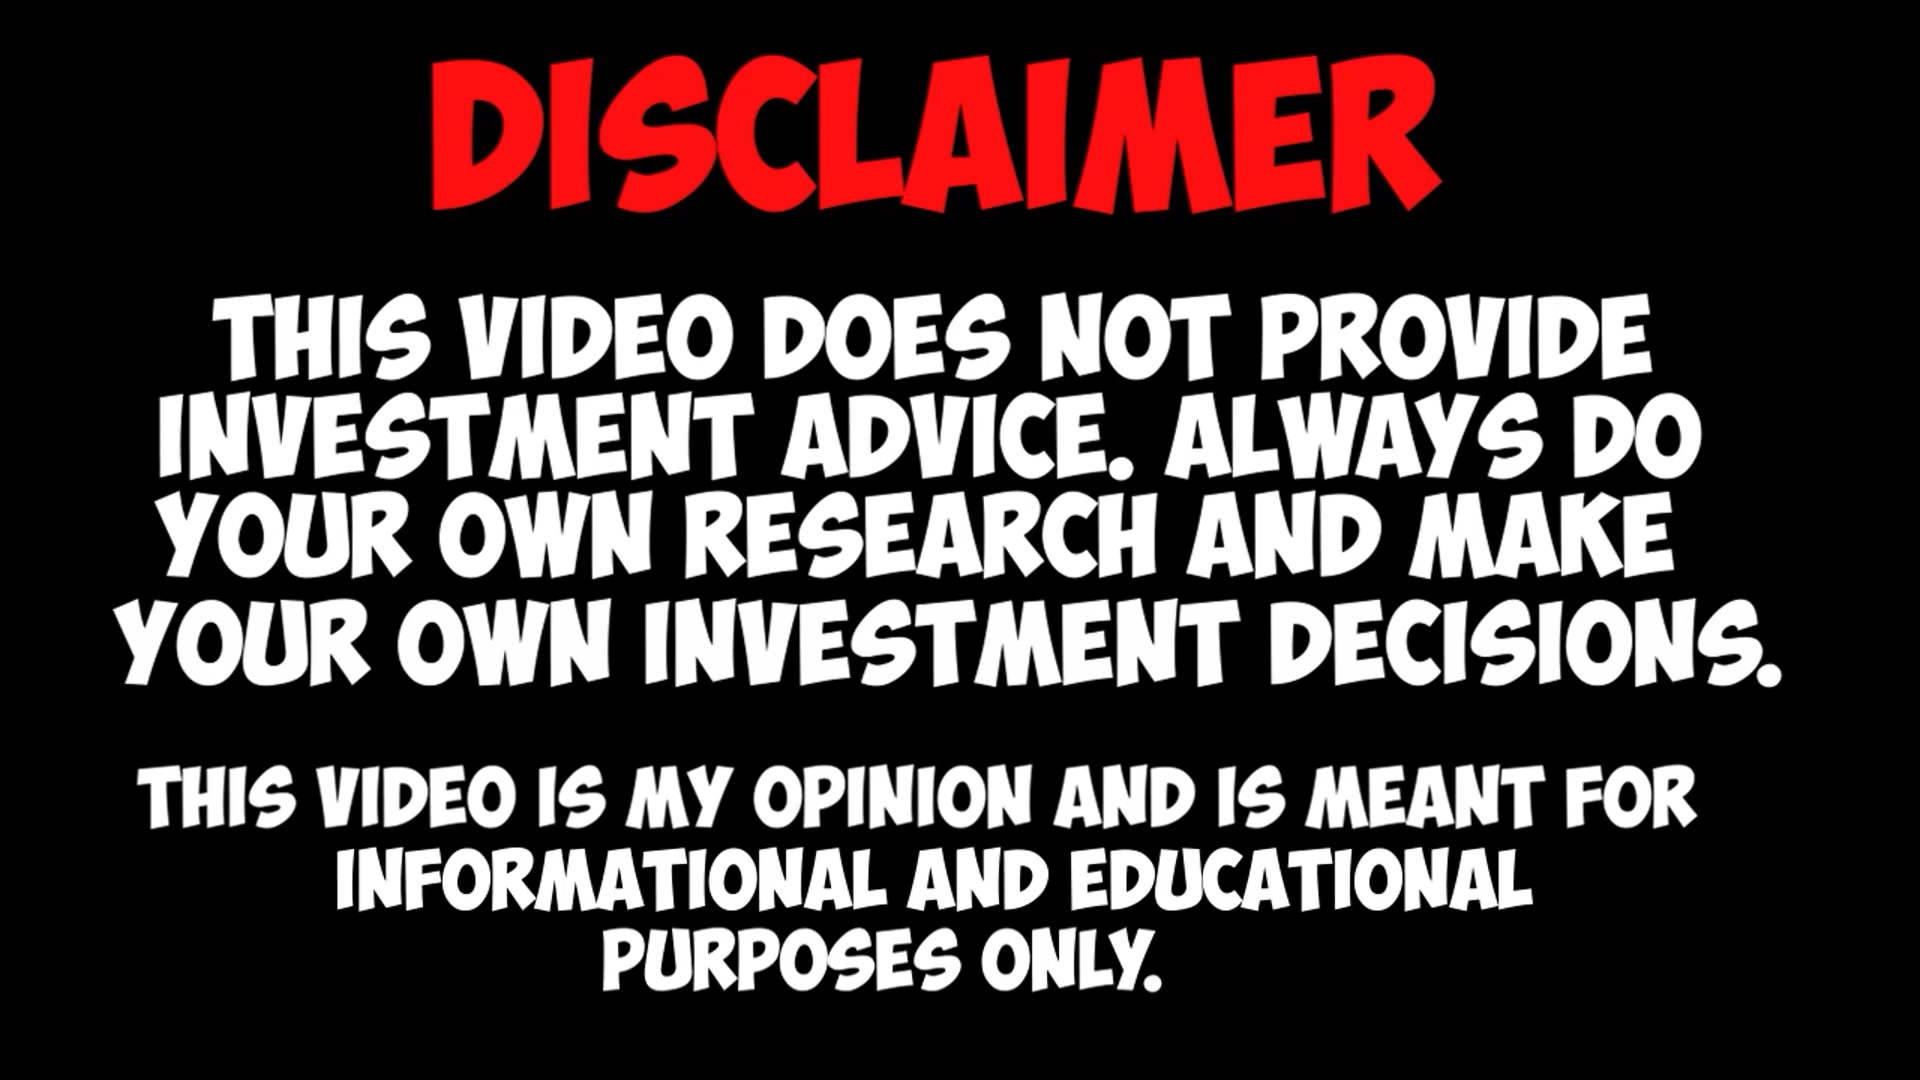 DISCLAIMER
THIS VIDEO DOES NOT PROVIDE
INVESTMENT ADVICE. ALWAYS DO
YOUR OWN RESEARCH AND MAKE
YOUR OWN INVESTMENT DECISIONS.
THIS VIDEO IS MY OPINION AND IS MEANT FOR
INFORMATIONAL AND EDUCATIONAL
PURPOSES ONLY.